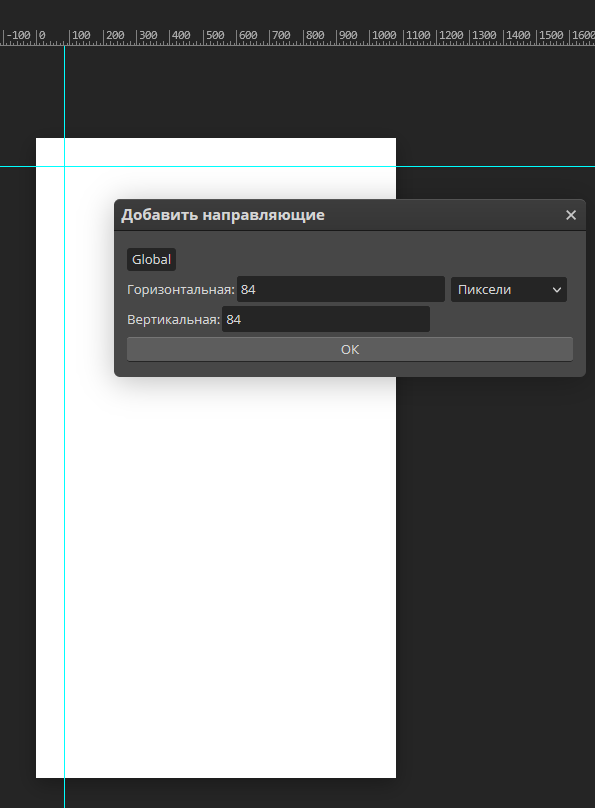 -100 0 100 200 300 400 500 600 700 800 900 1000 1100 1200 1300 1400 1500 1600
Добавить направляющие
Global
Горизонтальная: 84 Пиксели
Вертикальная: 84
OK